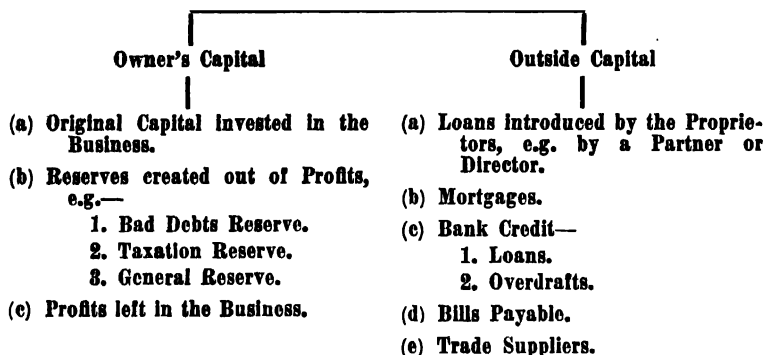 Owner's Capital
(a) Original Capital invested in the
Business.
(b) Reserves created out of Profits,
e.g.—
1. Bad Debts Reserve.
2. Taxation Reserve.
3. General Reserve.
(c) Profits left in the Business.
Outside Capital
(a) Loans introduced by the Proprie-
tors, e.g. by a Partner or
Director.
(b) Mortgages.
(c) Bank Credit—
1. Loans.
2. Overdrafts.
(d) Bills Payable.
(e) Trade Suppliers.